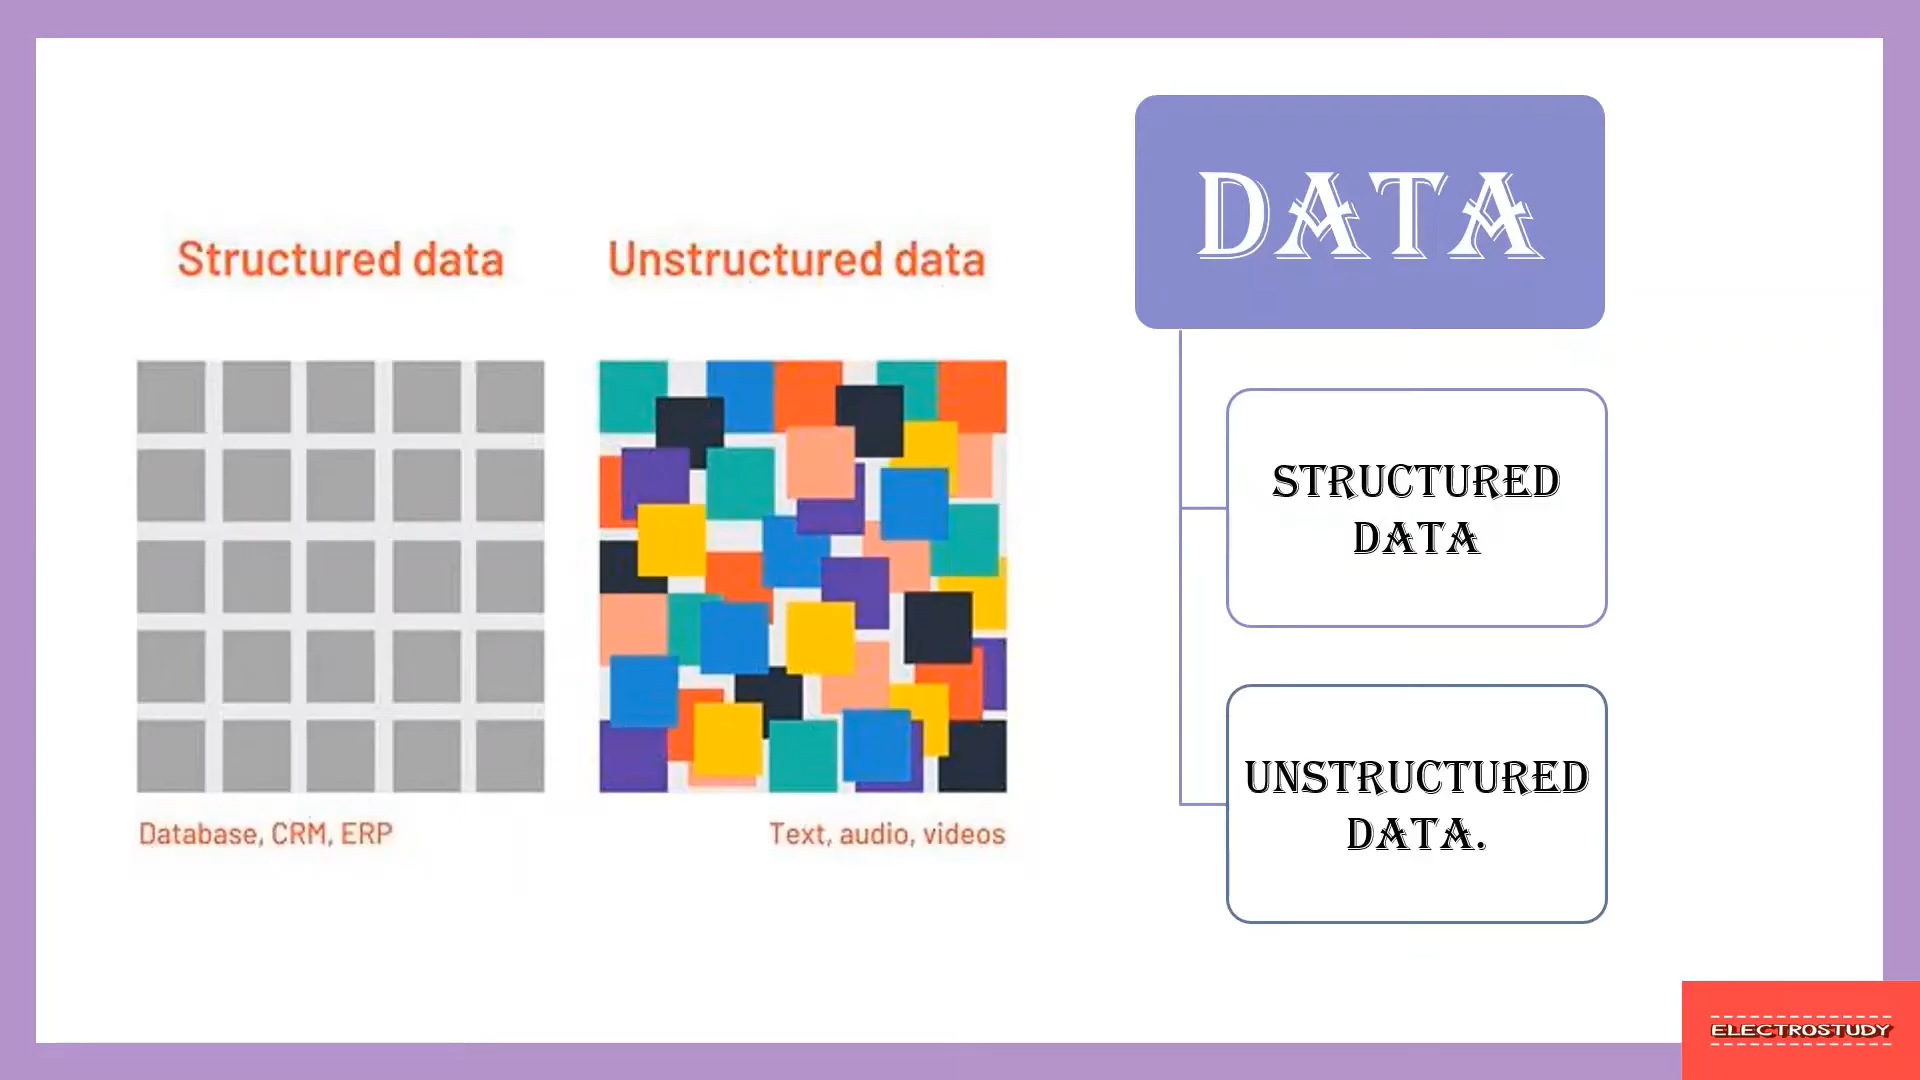 Structured data
Unstructured data
Database, CRM, ERP
Text, audio, videos
DATA
STRUCTURED
DATA
UNSTRUCTURED
DATA.
ELECTROSTUDY